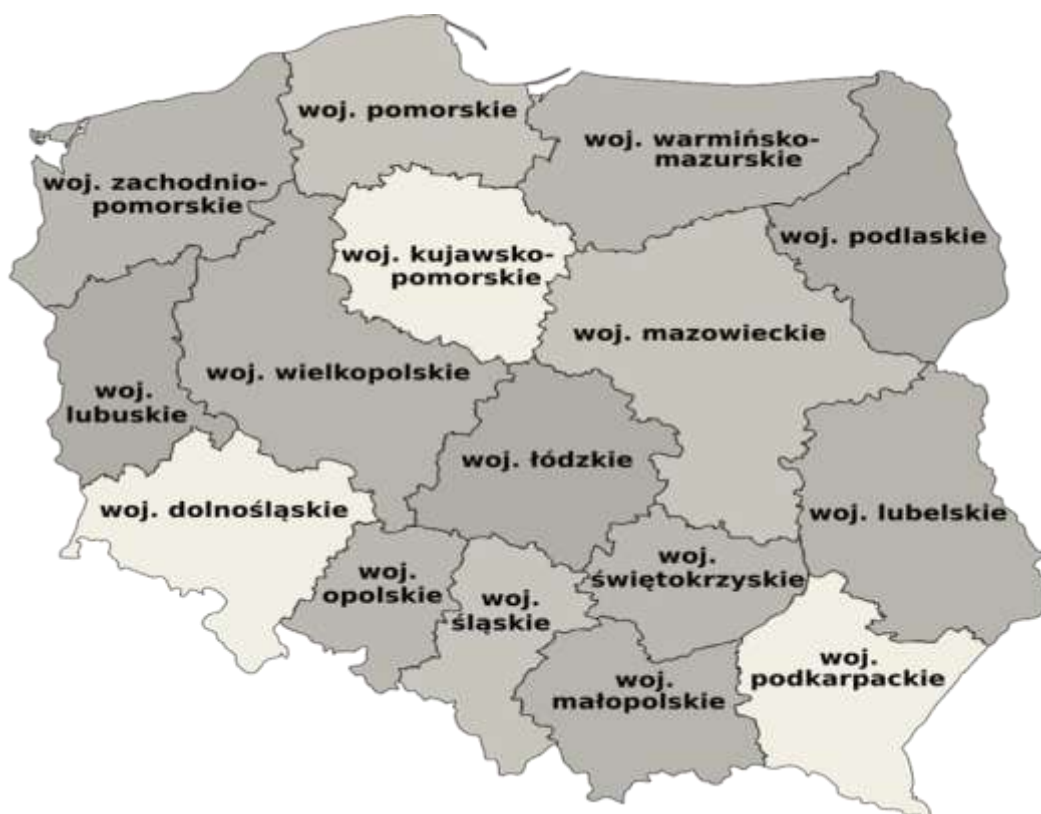 woj. pomorskie
woj. warmińsko-
mazurskie
woj. zachodnio-
pomorskie
woj. podlaskie
woj. kujawsko-
pomorskie
woj. mazowieckie
woj. wielkopolskie
woj.
lubuskie
woj. łódzkie
woj. dolnośląskie
woj. lubelskie
woj.
opolskie
woj.
śląskie
woj.
świętokrzyskie
woj.
małopolskie
woj.
podkarpackie